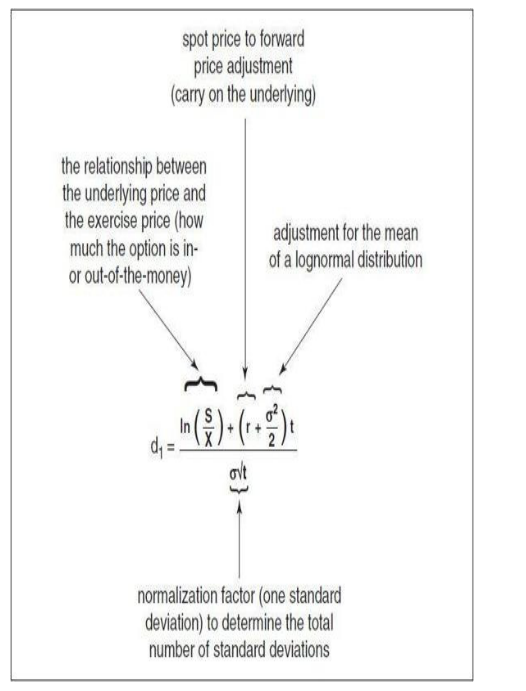 spot price to forward
price adjustment
(carry on the underlying)
the relationship between
the underlying price and
the exercise price (how
much the option is in-
or out-of-the-money)
adjustment for the mean
of a lognormal distribution
d₁ = ln(S/X) + (r + σ²/2)t
σ√t
normalization factor (one standard
deviation) to determine the total
number of standard deviations